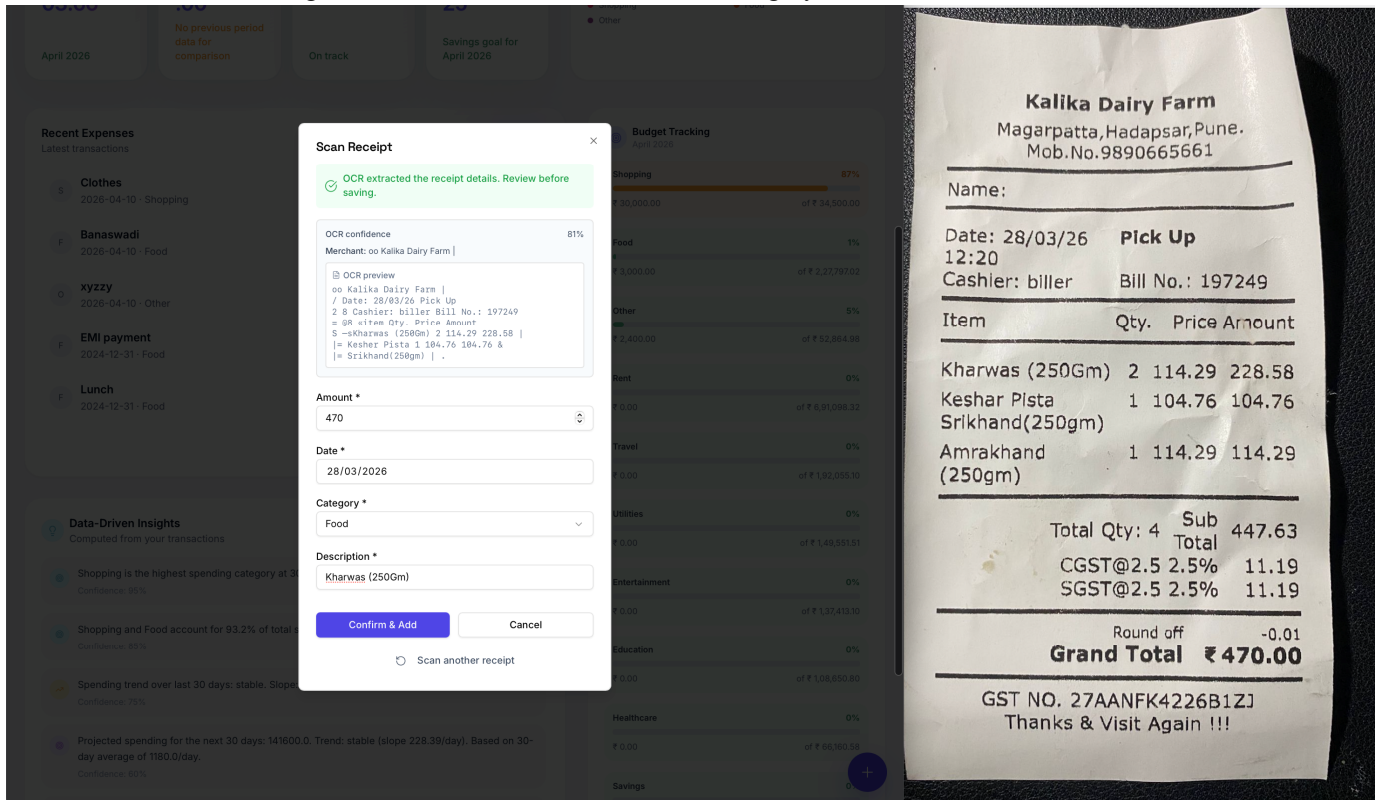 April 2026
No previous period
data for
comparison
On track
Savings goal for
April 2026
Other
Recent Expenses
Latest transactions
S
Clothes
2026-04-10 · Shopping
F
Banaswadi
2026-04-10 · Food
O
xyzzy
2026-04-10 · Other
F
EMI payment
2024-12-31 · Food
F
Lunch
2024-12-31 · Food
Data-Driven Insights
Computed from your transactions
Shopping is the highest spending category at
Confidence: 95%
Shopping and Food account for 93.2% of total
Spending trend over last 30 days: stable.
Confidence: 75%
Projected spending for the next 30 days: 141600.0. Trend: stable (slope 228.39/day). Based on 30-
day average of 1180.0/day.
Confidence: 60%
Scan Receipt
OCR extracted the receipt details. Review before
saving.
OCR confidence 81%
Merchant: oo Kalika Dairy Farm |
OCR preview
oo Kalika Dairy Farm |
/ Date: 28/03/26 Pick Up
2 8 Cashier: biller Bill No.: 197249
= @8 «item Qty. Price Amount
S —sKharwas (250Gm) 2 114.29 228.58 |
|= Kesher Pista 1 104.76 104.76 &
|= Srikhand(250gm) | .
Amount *
470
Date *
28/03/2026
Category *
Food
Description *
Kharwas (250Gm)
Confirm & Add
Cancel
Scan another receipt
Budget Tracking
April 2026
Shopping 87%
₹ 30,000.00 of ₹ 34,500.00
Food 1%
₹ 3,000.00 of ₹ 2,27,797.02
Other 5%
₹ 2,400.00 of ₹ 52,864.98
Rent 0%
₹ 0.00 of ₹ 6,91,098.32
Travel 0%
₹ 0.00 of ₹ 1,92,055.10
Utilities 0%
₹ 0.00 of ₹ 1,49,551.51
Entertainment 0%
₹ 0.00 of ₹ 1,37,413.10
Education 0%
₹ 0.00 of ₹ 1,08,650.80
Healthcare 0%
₹ 0.00 of ₹ 66,160.58
Savings
Kalika Dairy Farm
Magarpatta,Hadapsar,Pune.
Mob.No.9890665661
Name:
Date: 28/03/26 Pick Up
12:20
Cashier: biller Bill No.: 197249
Item Qty. Price Amount
Kharwas (250Gm) 2 114.29 228.58
Keshar Pista 1 104.76 104.76
Srikhand(250gm)
Amrakhand 1 114.29 114.29
(250gm)
Total Qty: 4 Sub Total 447.63
CGST@2.5 2.5% 11.19
SGST@2.5 2.5% 11.19
Round off -0.01
Grand Total ₹470.00
GST NO. 27AANFK4226B1ZJ
Thanks & Visit Again !!!